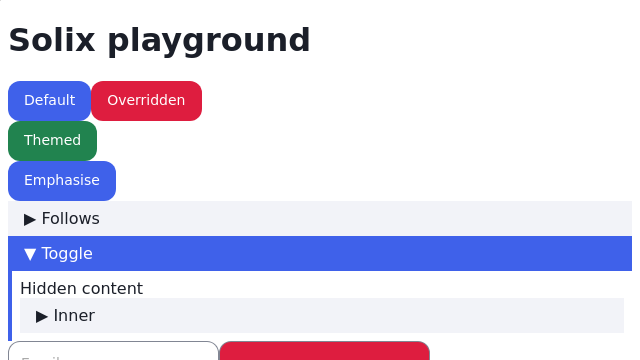 Solix playground
Default Overridden
Themed
Emphasise
▶ Follows
▼ Toggle
Hidden content
▶ Inner